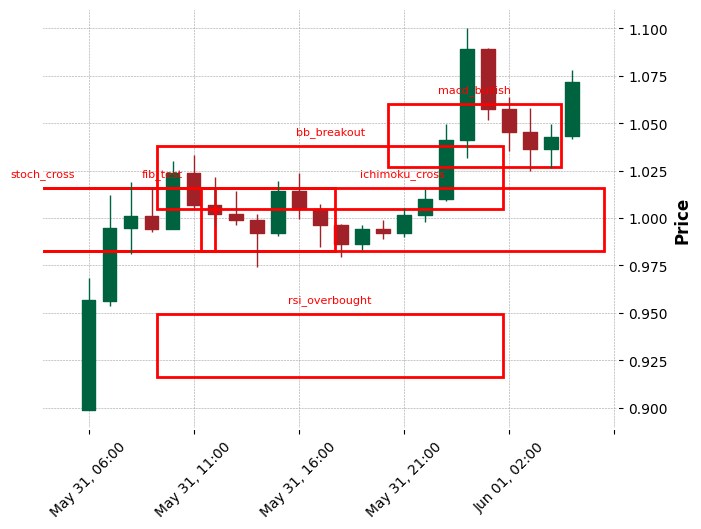 1.100
1.075
macd_bullish
1.050
bb_breakout
1.025
stoch_cross
fib_test
ichimoku_cross
1.000
Price
0.975
rsi_overbought
0.950
0.925
0.900
May 31, 06:00
May 31, 11:00
May 31, 16:00
May 31, 21:00
Jun 01, 02:00